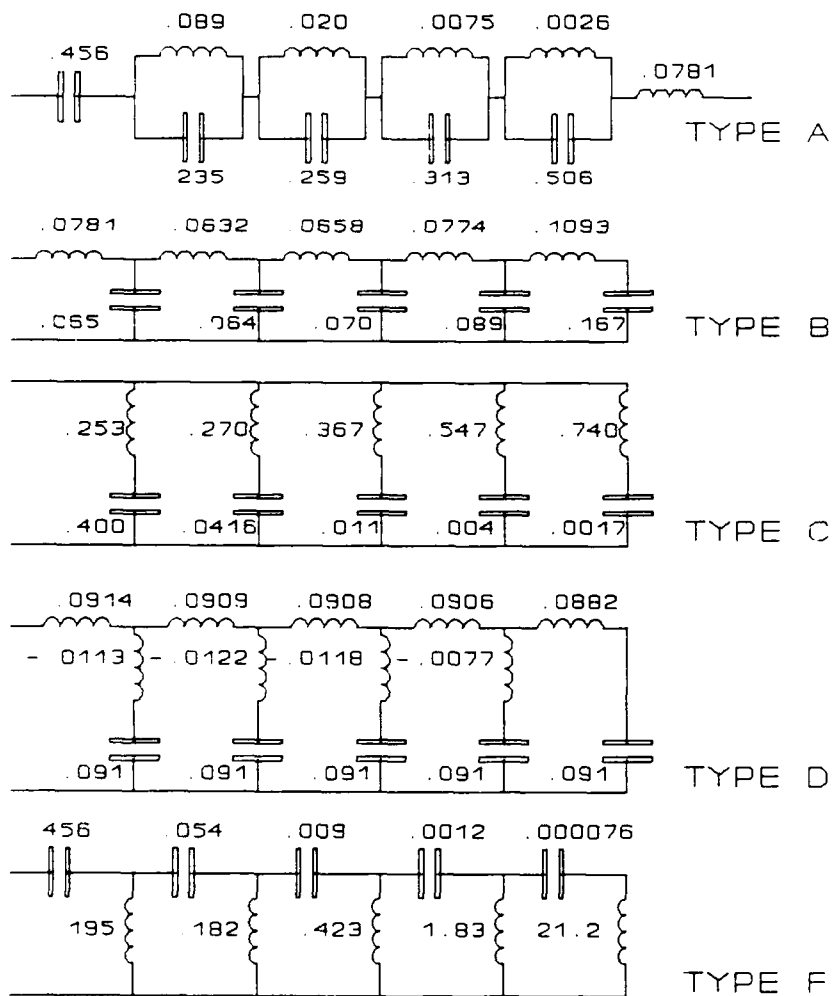 .089 .020 .0075 .0026
.456 .0781
TYPE A
235 .259 .313 .506
.0781 .0632 .0658 .0774 .1093
.065 .064 .070 .089 .167
TYPE B
.253 .270 .367 .547 .740
.400 .0416 .011 .004 .0017
TYPE C
.0914 .0909 .0908 .0906 .0882
- 0113 -.0122 -.0118 -.0077
.091 .091 .091 .091 .091
TYPE D
456 .054 .009 .0012 .000076
195 .182 .423 1.83 21.2
TYPE F